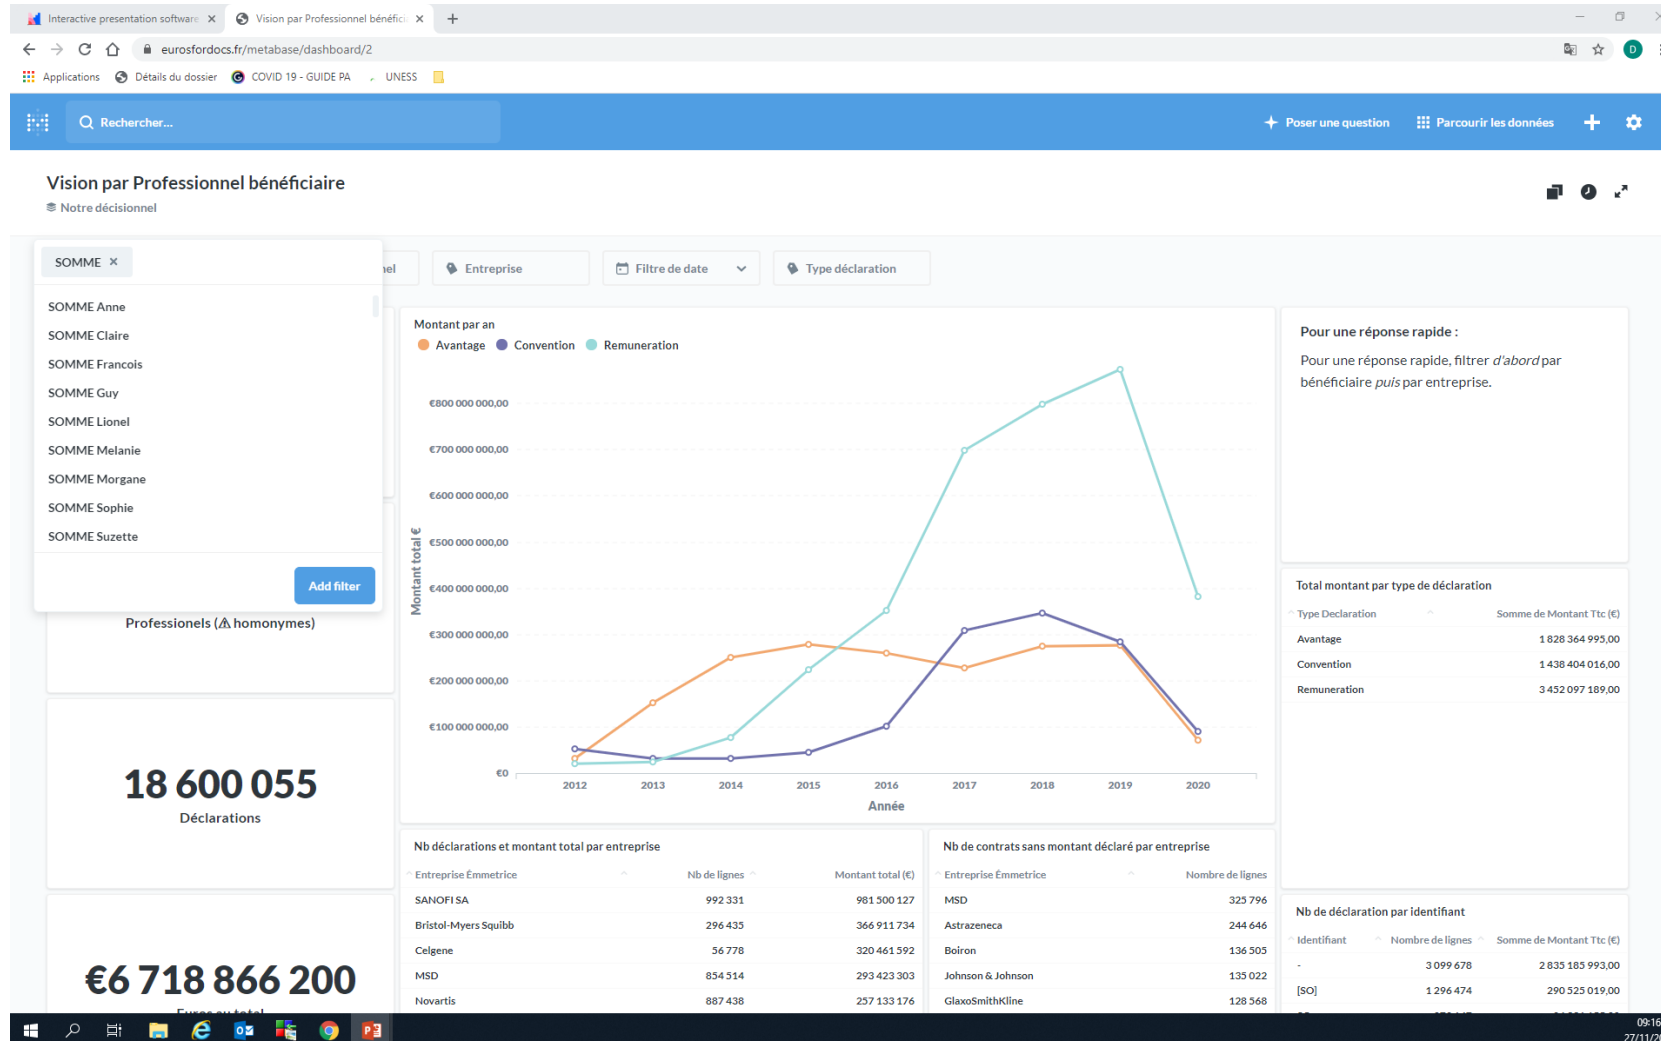 Interactive presentation software
Vision par Professionnel bénéfici
eurosfordocs.fr/metabase/dashboard/2
D
Applications
Détails du dossier
COVID 19 - GUIDE PA
UNESS
Rechercher...
Poser une question
Parcourir les données
Vision par Professionnel bénéficiaire
Notre décisionnel
SOMME ×
nel
Entreprise
Filtre de date
Type déclaration
SOMME Anne
SOMME Claire
SOMME Francois
SOMME Guy
SOMME Lionel
SOMME Melanie
SOMME Morgane
SOMME Sophie
SOMME Suzette
Add filter
Professionels (⚠ homonymes)
18 600 055
Déclarations
€6 718 866 200
Euros au total
Montant par an
Avantage
Convention
Remuneration
Montant total €
€800 000 000,00
€700 000 000,00
€600 000 000,00
€500 000 000,00
€400 000 000,00
€300 000 000,00
€200 000 000,00
€100 000 000,00
€0
2012 2013 2014 2015 2016 2017 2018 2019 2020
Année
Pour une réponse rapide :
Pour une réponse rapide, filtrer d'abord par
bénéficiaire puis par entreprise.
Total montant par type de déclaration
Type Declaration Somme de Montant Ttc (€)
Avantage 1 828 364 995,00
Convention 1 438 404 016,00
Remuneration 3 452 097 189,00
Nb déclarations et montant total par entreprise
Entreprise Émmetrice Nb de lignes Montant total (€)
SANOFI SA 992 331 981 500 127
Bristol-Myers Squibb 296 435 366 911 734
Celgene 56 778 320 461 592
MSD 854 514 293 423 303
Novartis 887 438 257 133 176
Nb de contrats sans montant déclaré par entreprise
Entreprise Émmetrice Nombre de lignes
MSD 325 796
Astrazeneca 244 646
Boiron 136 505
Johnson & Johnson 135 022
GlaxoSmithKline 128 568
Nb de déclaration par identifiant
Identifiant Nombre de lignes Somme de Montant Ttc (€)
- 3 099 678 2 835 185 993,00
[SO] 1 296 474 290 525 019,00
09:16
27/11/20